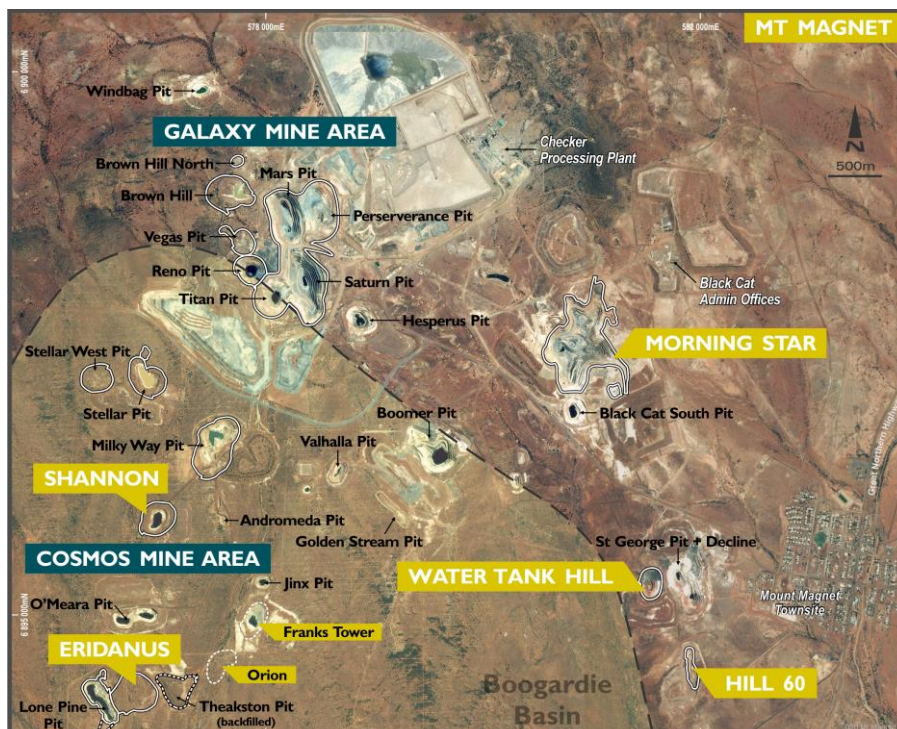 578 000mE
582 000mE
MT MAGNET
6 900 000mN
Windbag Pit
500m
GALAXY MINE AREA
Checker
Processing Plant
Brown Hill North
Mars Pit
Brown Hill
Perserverance Pit
Vegas Pit
Reno Pit
Saturn Pit
Black Cat
Admin Offices
Titan Pit
Hesperus Pit
MORNING STAR
Stellar West Pit
Stellar Pit
Boomer Pit
Black Cat South Pit
Milky Way Pit
Valhalla Pit
Great Northern Highway
SHANNON
Andromeda Pit
Golden Stream Pit
St George Pit + Decline
COSMOS MINE AREA
WATER TANK HILL
Jinx Pit
Mount Magnet
Townsite
O'Meara Pit
6 895 000mN
Franks Tower
ERIDANUS
Orion
HILL 60
Lone Pine
Pit
Theakston Pit
(backfilled)
Boogardie
Basin